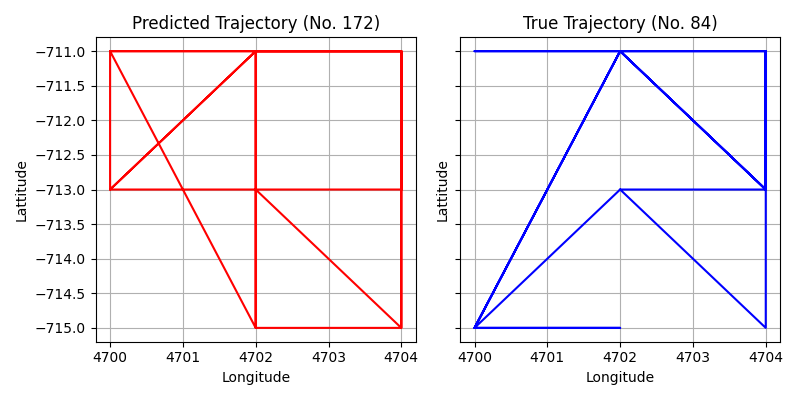 Predicted Trajectory (No. 172)
True Trajectory (No. 84)
−711.0
−711.5
−712.0
−712.5
−713.0
−713.5
−714.0
−714.5
−715.0
Lattitude
Lattitude
4700 4701 4702 4703 4704
4700 4701 4702 4703 4704
Longitude
Longitude